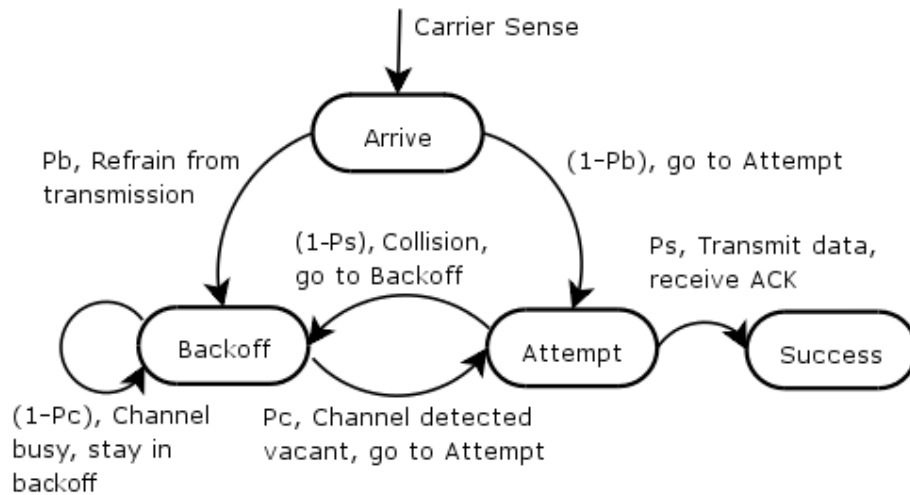 Carrier Sense
Arrive
Pb, Refrain from
transmission
(1-Pb), go to Attempt
(1-Ps), Collision,
go to Backoff
Ps, Transmit data,
receive ACK
Backoff
Attempt
Success
(1-Pc), Channel
busy, stay in
backoff
Pc, Channel detected
vacant, go to Attempt